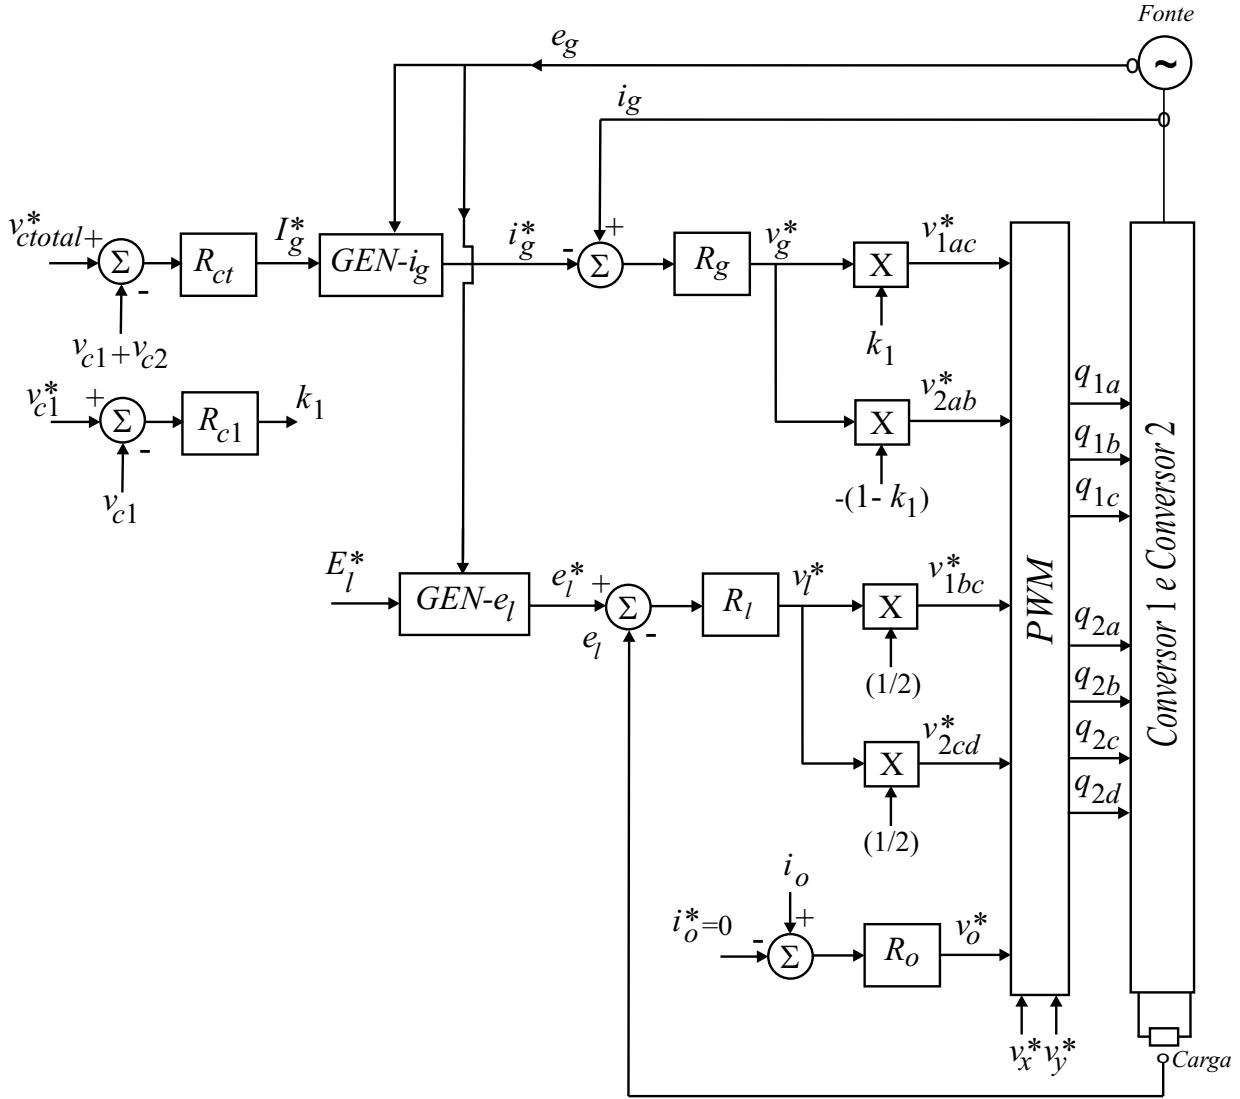 Fonte
~
e_g
i_g
v*_ctotal
+
Σ
-
v_c1 + v_c2
R_ct
I*_g
GEN-i_g
i*_g
-
+
Σ
R_g
v*_g
X
k_1
v*_1ac
v*_c1
+
Σ
-
v_c1
R_c1
k_1
X
-(1- k_1)
v*_2ab
E*_l
GEN-e_l
e*_l
+
Σ
-
e_l
R_l
v*_l
X
(1/2)
v*_1bc
X
(1/2)
v*_2cd
i_o
i*_o=0
-
+
Σ
R_o
v*_o
PWM
v*_x
v*_y
q_1a
q_1b
q_1c
q_2a
q_2b
q_2c
q_2d
Conversor 1 e Conversor 2
Carga